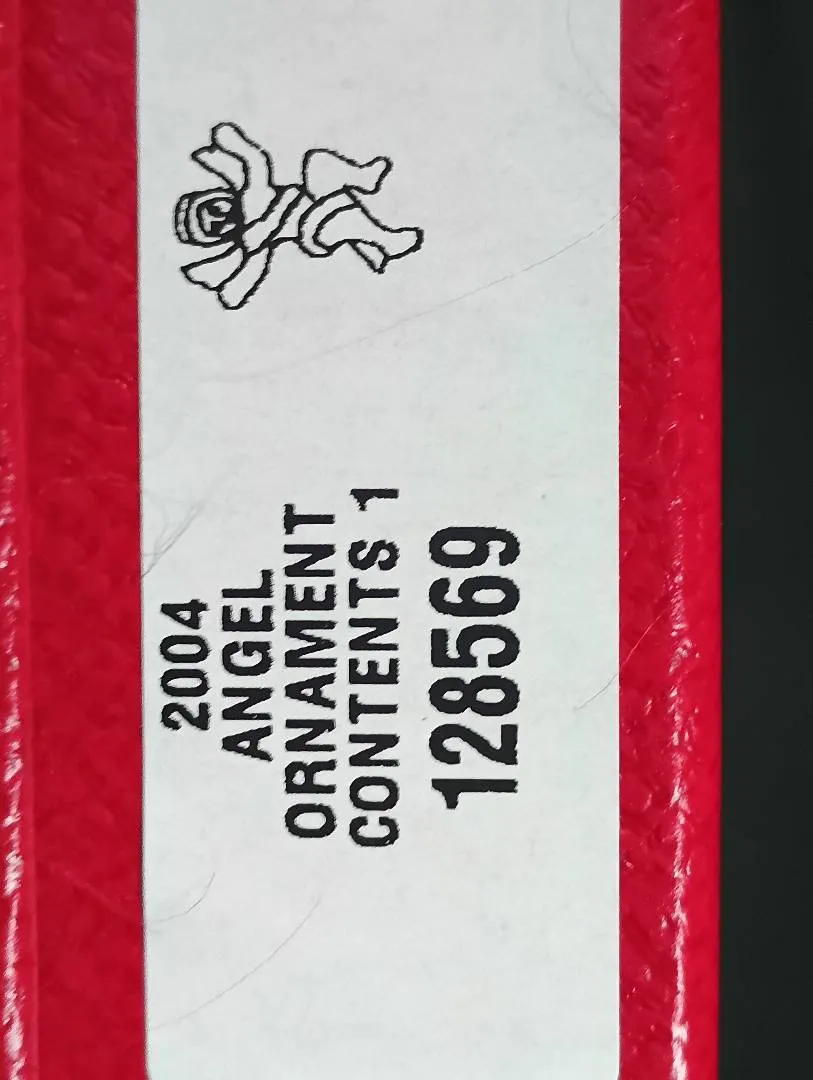 2004
ANGEL
ORNAMENT
CONTENTS 1
128569